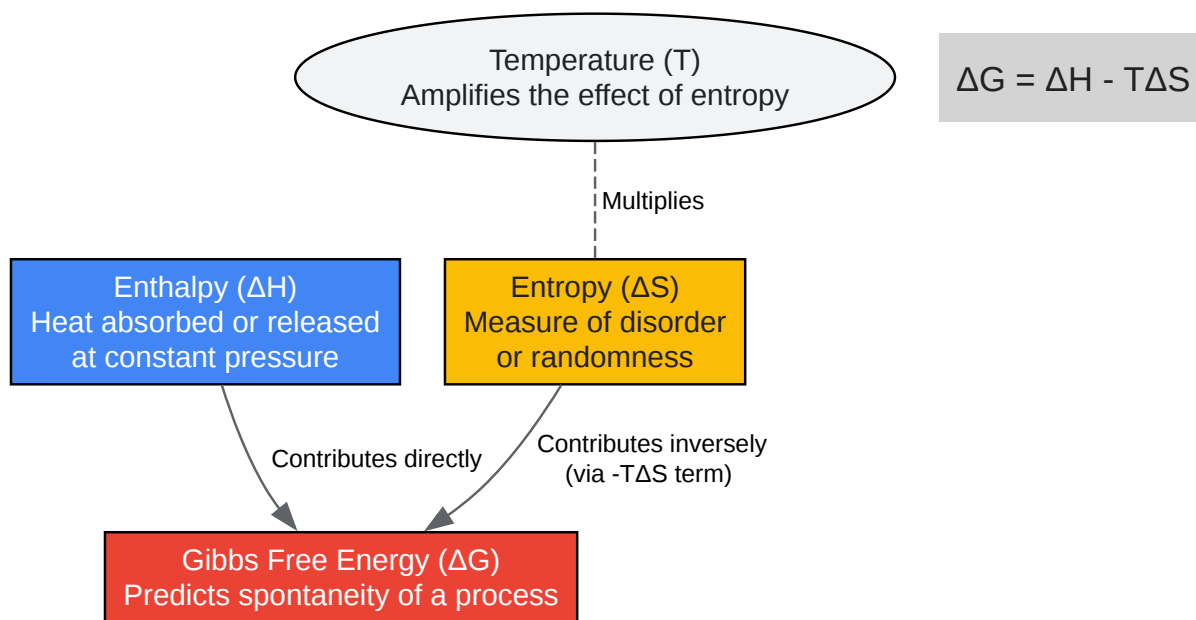 Temperature (T)
Amplifies the effect of entropy
ΔG = ΔH - TΔS
Multiplies
Enthalpy (ΔH)
Heat absorbed or released
at constant pressure
Entropy (ΔS)
Measure of disorder
or randomness
Contributes directly
Contributes inversely
(via -TΔS term)
Gibbs Free Energy (ΔG)
Predicts spontaneity of a process